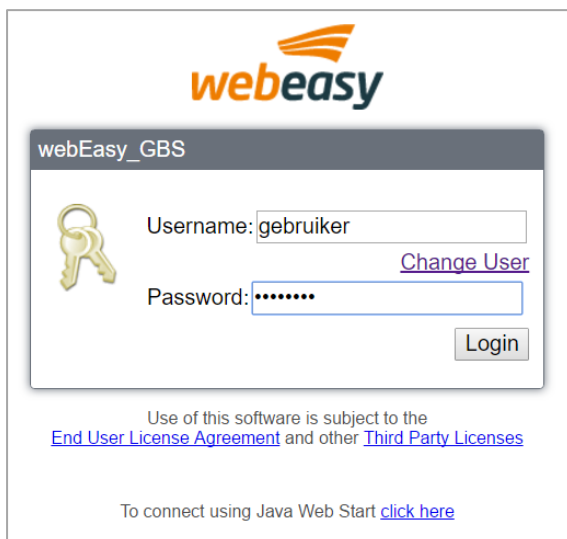 webeasy
webEasy_GBS
Username: gebruiker
Change User
Password: ••••••••
Login
Use of this software is subject to the
End User License Agreement and other Third Party Licenses
To connect using Java Web Start click here